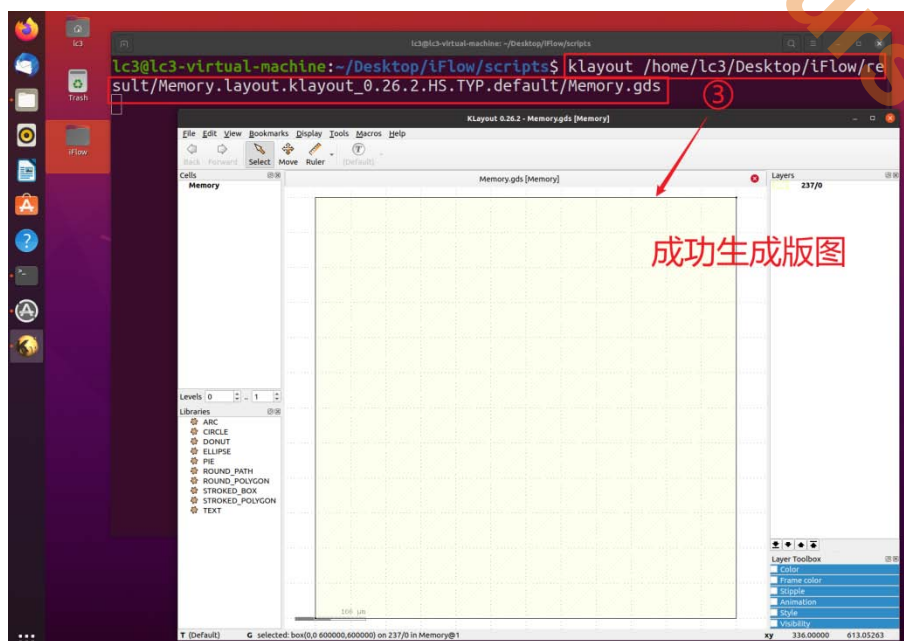 lc3
Trash
iFlow
lc3@lc3-virtual-machine: ~/Desktop/iFlow/scripts
lc3@lc3-virtual-machine:~/Desktop/iFlow/scripts$ klayout /home/lc3/Desktop/iFlow/re
sult/Memory.layout.klayout_0.26.2.HS.TYP.default/Memory.gds
③
KLayout 0.26.2 - Memory.gds [Memory]
File Edit View Bookmarks Display Tools Macros Help
Back Forward Select Move Ruler (Default)
Cells
Memory
Memory.gds [Memory]
Layers
237/0
成功生成版图
Levels 0 .. 1
Libraries
ARC
CIRCLE
DONUT
ELLIPSE
PIE
ROUND_PATH
ROUND_POLYGON
STROKED_BOX
STROKED_POLYGON
TEXT
Layer Toolbox
Color
Frame color
Stipple
Animation
Style
Visibility
166 µm
T (Default) G selected: box(0,0 600000,600000) on 237/0 in Memory@1 xy 336.00000 613.05263